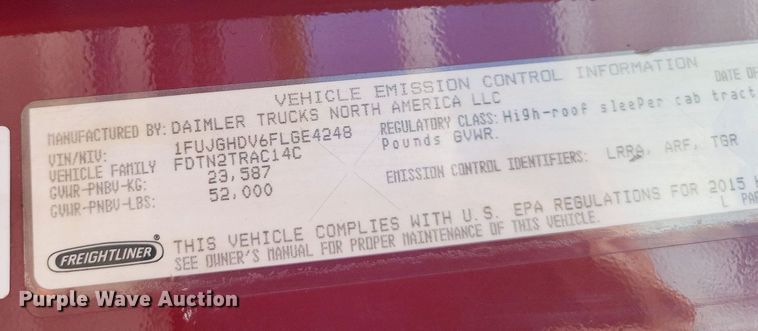 VEHICLE EMISSION CONTROL INFORMATION
MANUFACTURED BY: DAIMLER TRUCKS NORTH AMERICA LLC
VIN/NIV: 1FUJGHDV6FLGE4248
VEHICLE FAMILY FDTN2TRAC14C
GVWR-PNBV-KG: 23,587
GVWR-PNBV-LBS: 52,000
DATE OF
REGULATORY CLASS: High-roof sleeper cab tract
Pounds GVWR.
EMISSION CONTROL IDENTIFIERS: LRRA, ARF, TGR
FREIGHTLINER®
THIS VEHICLE COMPLIES WITH U.S. EPA REGULATIONS FOR 2015
SEE OWNER'S MANUAL FOR PROPER MAINTENANCE OF THIS VEHICLE.
L PAR
Purple Wave Auction